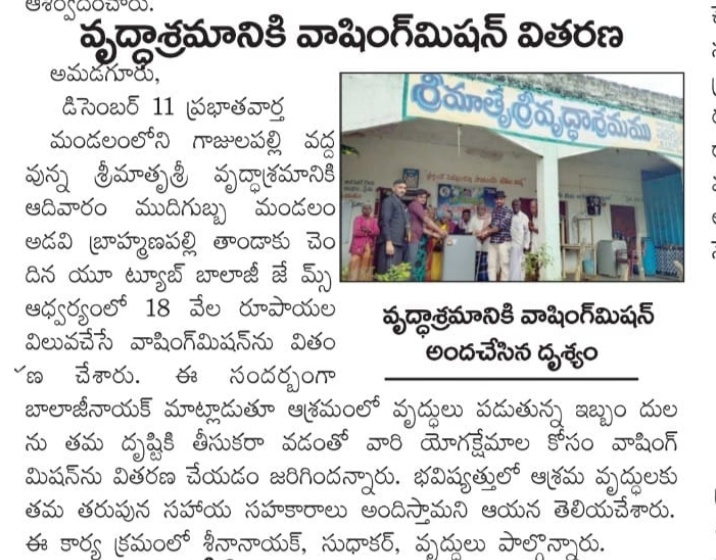 ఆశీర్వదించారు.
వృద్ధాశ్రమానికి వాషింగ్‌మిషన్ వితరణ
అమడగూరు,
డిసెంబర్ 11 ప్రభాతవార్త
మండలంలోని గాజులపల్లి వద్ద
వున్న శ్రీమాతృశ్రీ వృద్ధాశ్రమానికి
ఆదివారం ముదిగుబ్బ మండలం
అడవి బ్రాహ్మణపల్లి తాండాకు చెం
దిన యూ ట్యూబ్ బాలాజీ జే మ్స్
ఆధ్వర్యంలో 18 వేల రూపాయల
విలువచేసే వాషింగ్‌మిషన్‌ను వితం
ణ చేశారు. ఈ సందర్భంగా
బాలాజీనాయక్ మాట్లాడుతూ ఆశ్రమంలో వృద్ధులు పడుతున్న ఇబ్బం దుల
ను తమ దృష్టికి తీసుకరా వడంతో వారి యోగక్షేమాల కోసం వాషింగ్
మిషన్‌ను వితరణ చేయడం జరిగిందన్నారు. భవిష్యత్తులో ఆశ్రమ వృద్ధులకు
తమ తరుపున సహాయ సహకారాలు అందిస్తామని ఆయన తెలియచేశారు.
ఈ కార్య క్రమంలో శ్రీనానాయక్, సుధాకర్, వృద్ధులు పాల్గొన్నారు.
శ్రీమాతృశ్రీవృద్ధాశ్రమము
వృద్ధాశ్రమానికి వాషింగ్‌మిషన్
అందచేసిన దృశ్యం